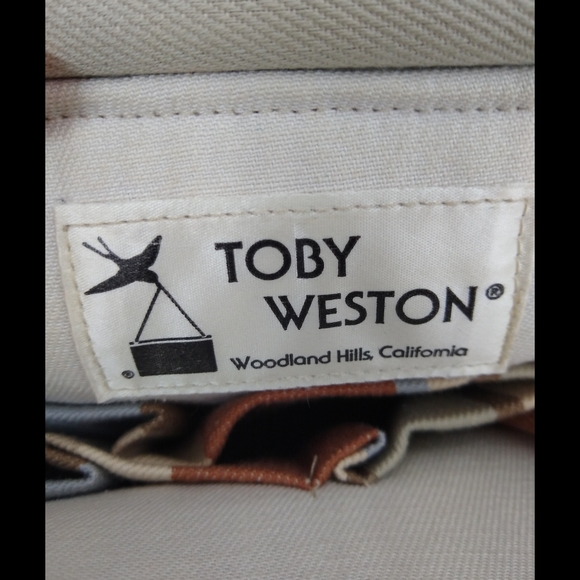 TOBY
WESTON®
Woodland Hills, California
®